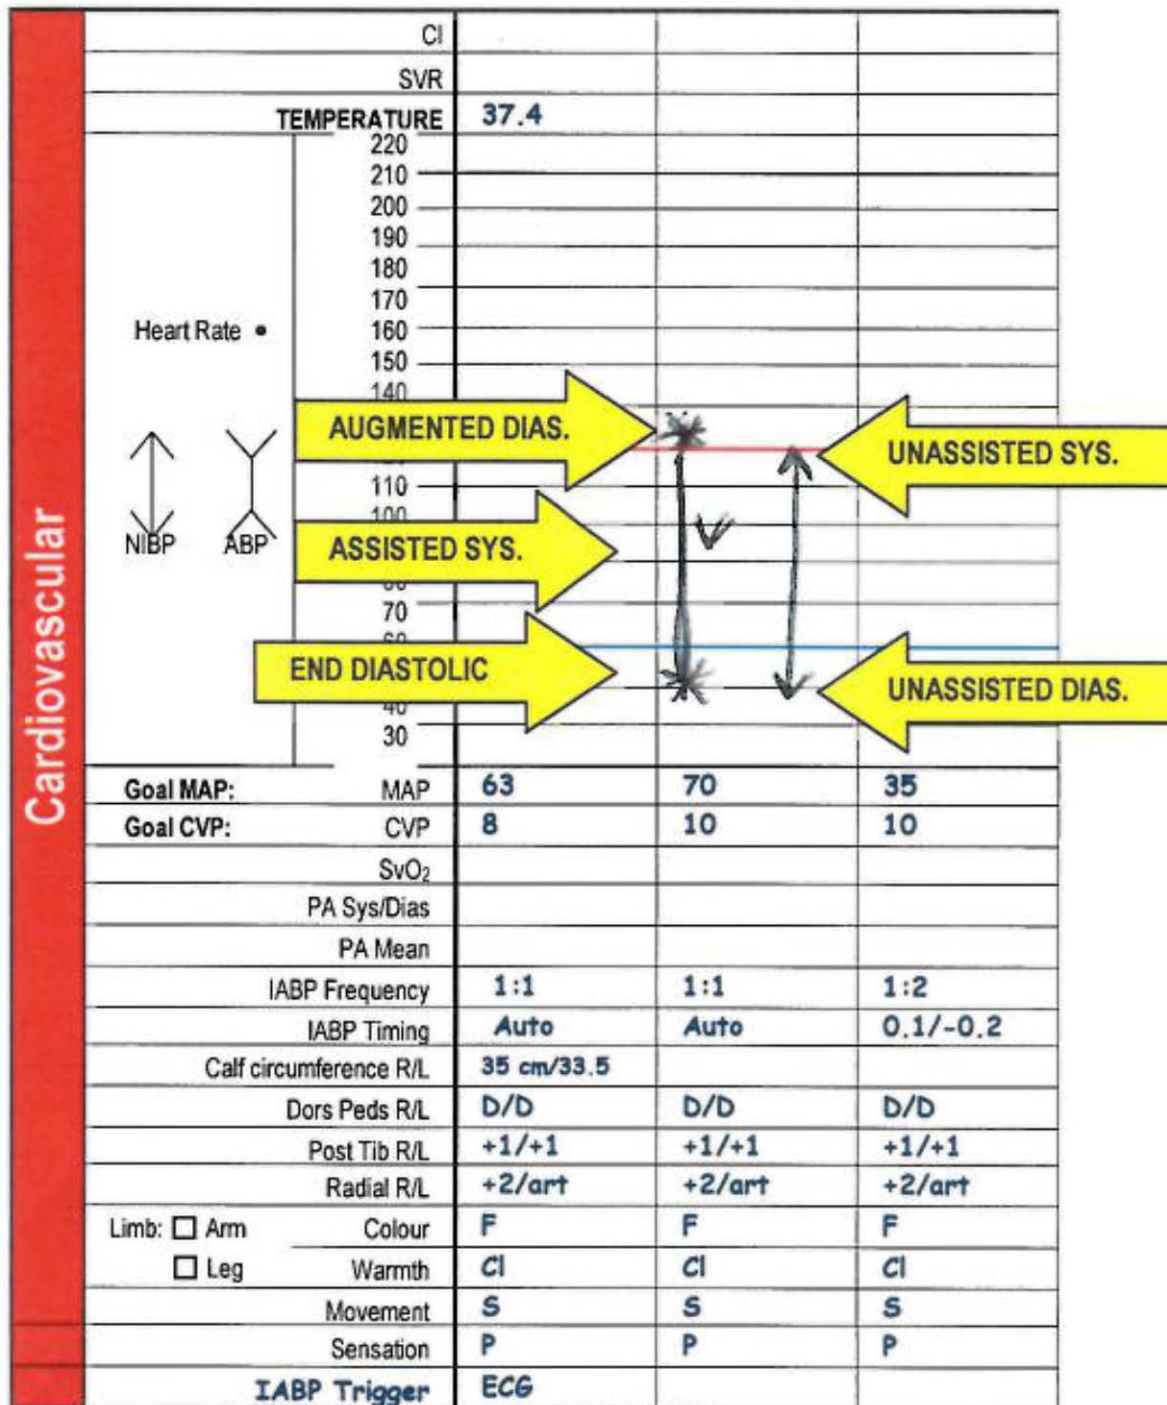 CI
SVR
TEMPERATURE 37.4
220
210
200
190
180
170
Heart Rate • 160
150
140
AUGMENTED DIAS.
UNASSISTED SYS.
110
100
NIBP ABP
ASSISTED SYS.
70
60
END DIASTOLIC
UNASSISTED DIAS.
40
30
Cardiovascular
Goal MAP: MAP 63 70 35
Goal CVP: CVP 8 10 10
SvO₂
PA Sys/Dias
PA Mean
IABP Frequency 1:1 1:1 1:2
IABP Timing Auto Auto 0.1/-0.2
Calf circumference R/L 35 cm/33.5
Dors Peds R/L D/D D/D D/D
Post Tib R/L +1/+1 +1/+1 +1/+1
Radial R/L +2/art +2/art +2/art
Limb: ☐ Arm Colour F F F
☐ Leg Warmth Cl Cl Cl
Movement S S S
Sensation P P P
IABP Trigger ECG